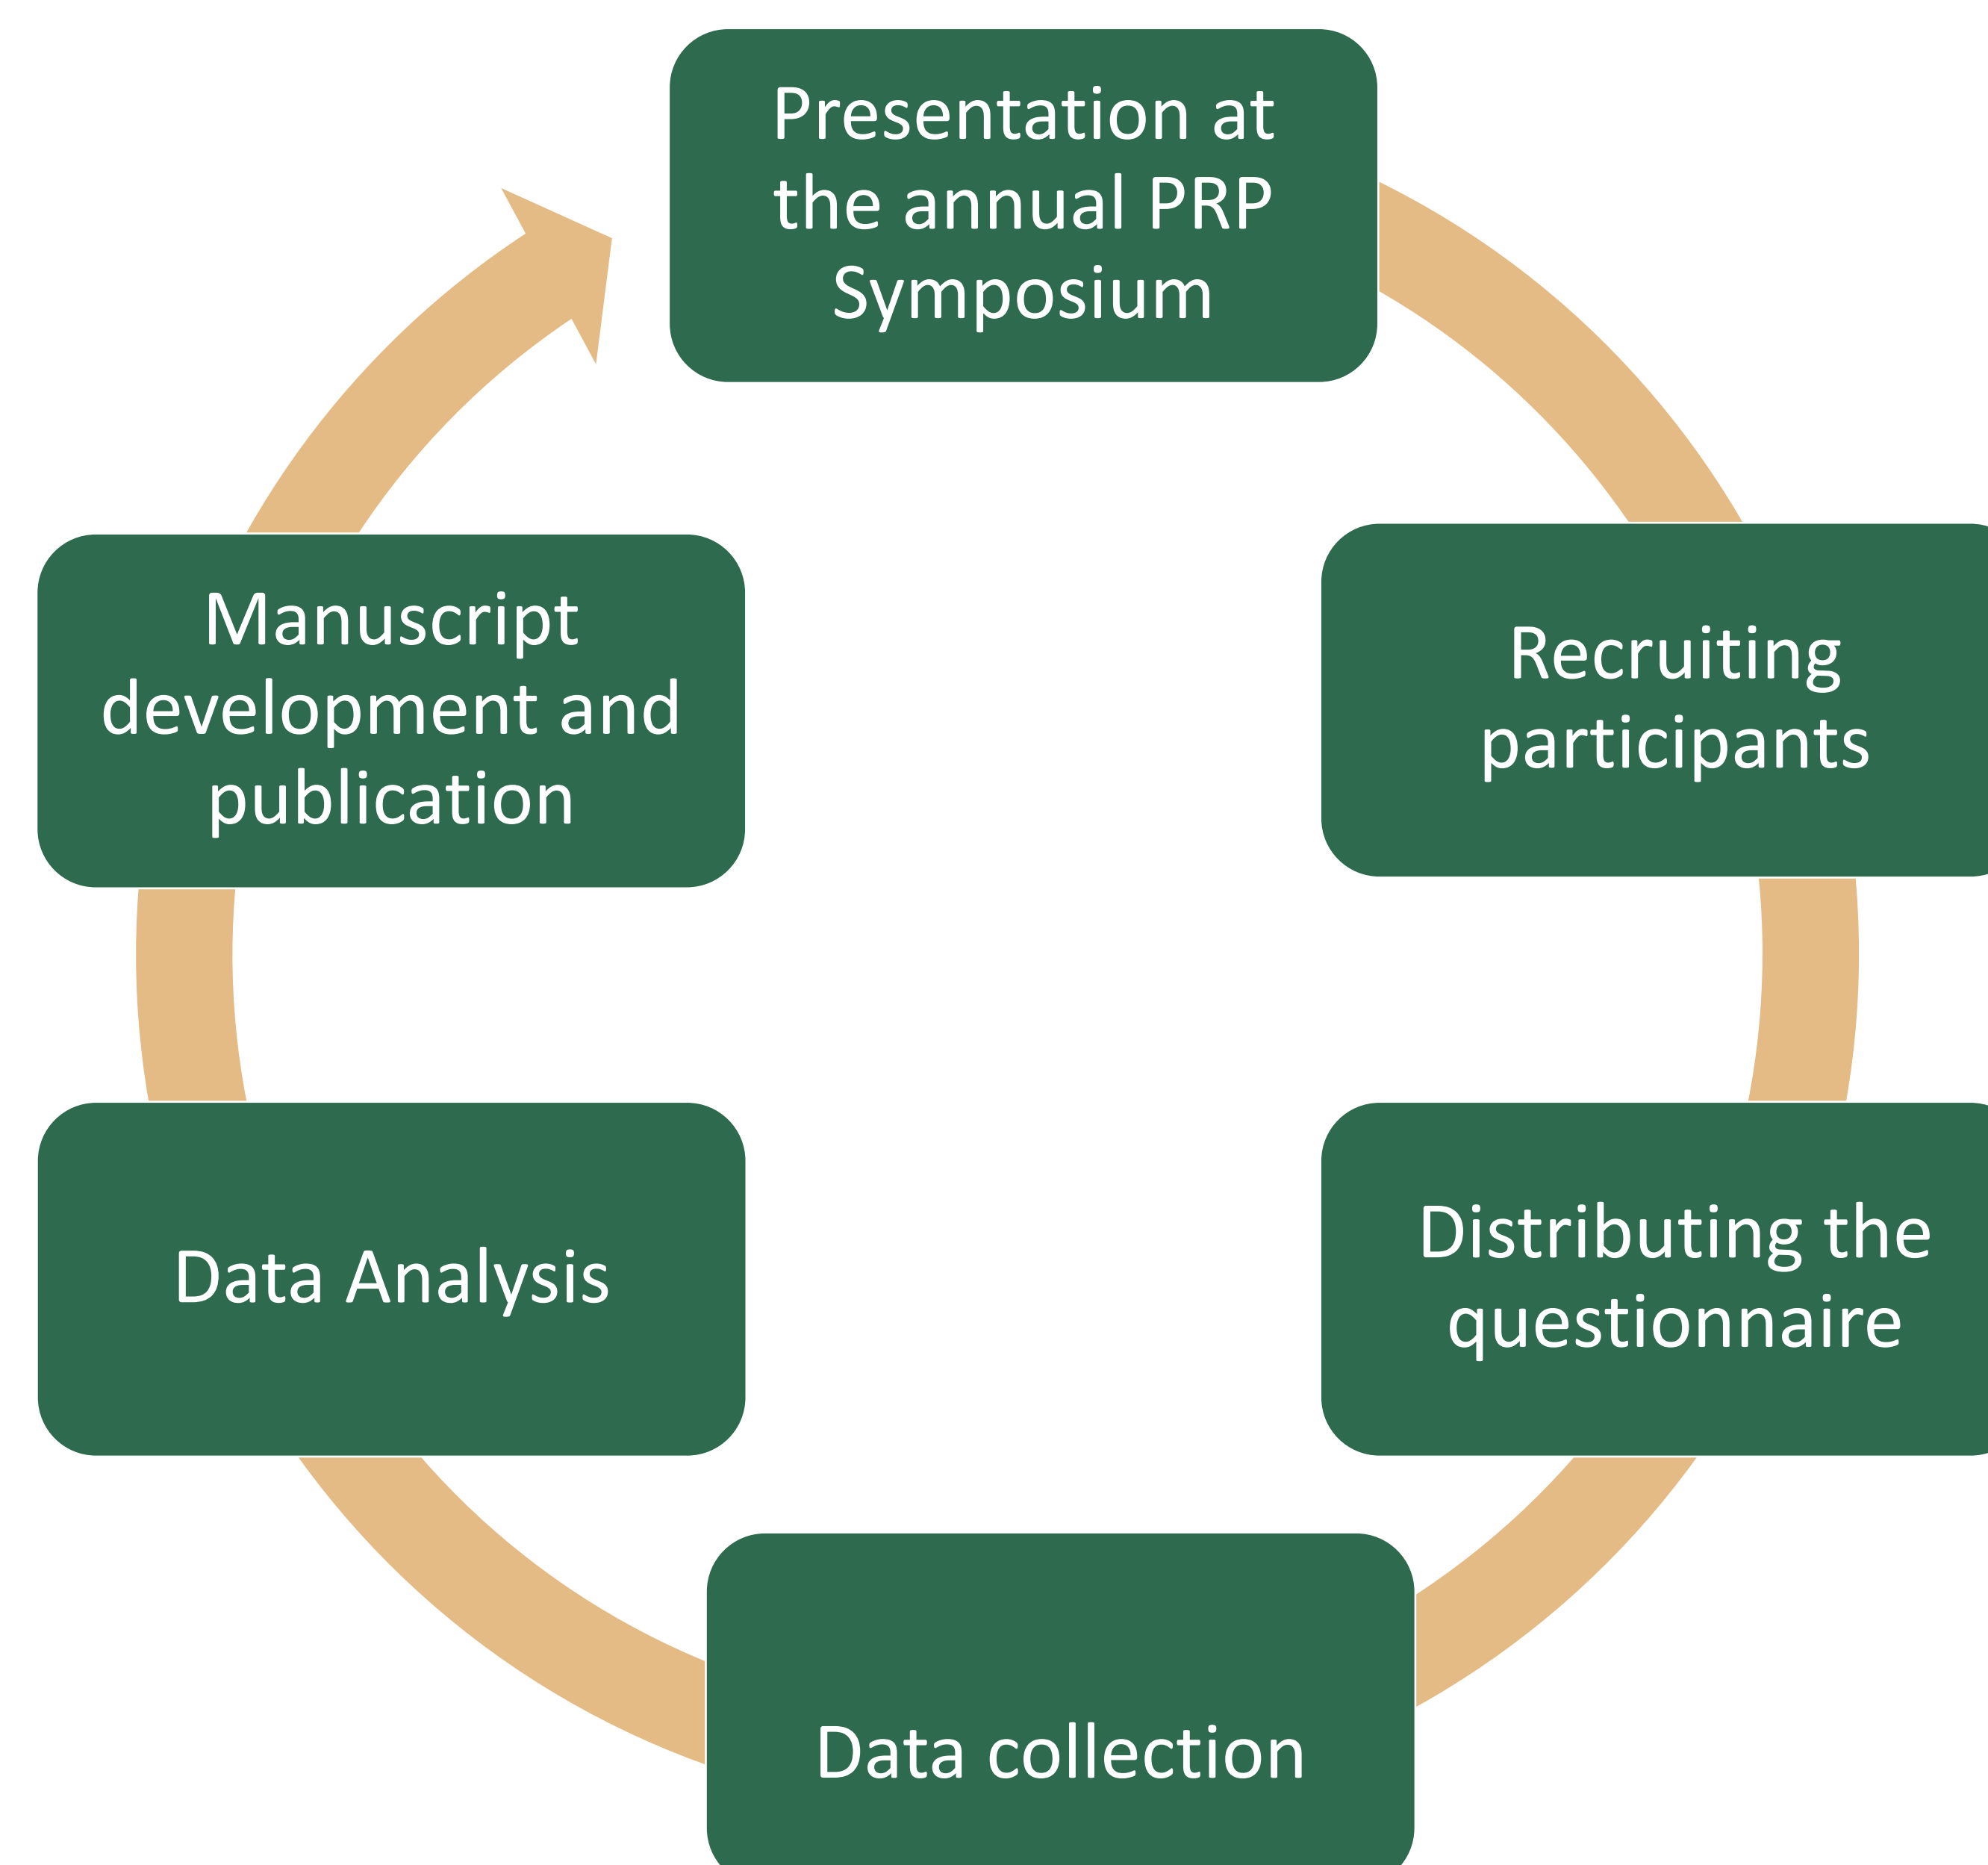 Presentation at
the annual PRP
Symposium
Recruiting
participants
Distributing the
questionnaire
Data collection
Data Analysis
Manuscript
development and
publication